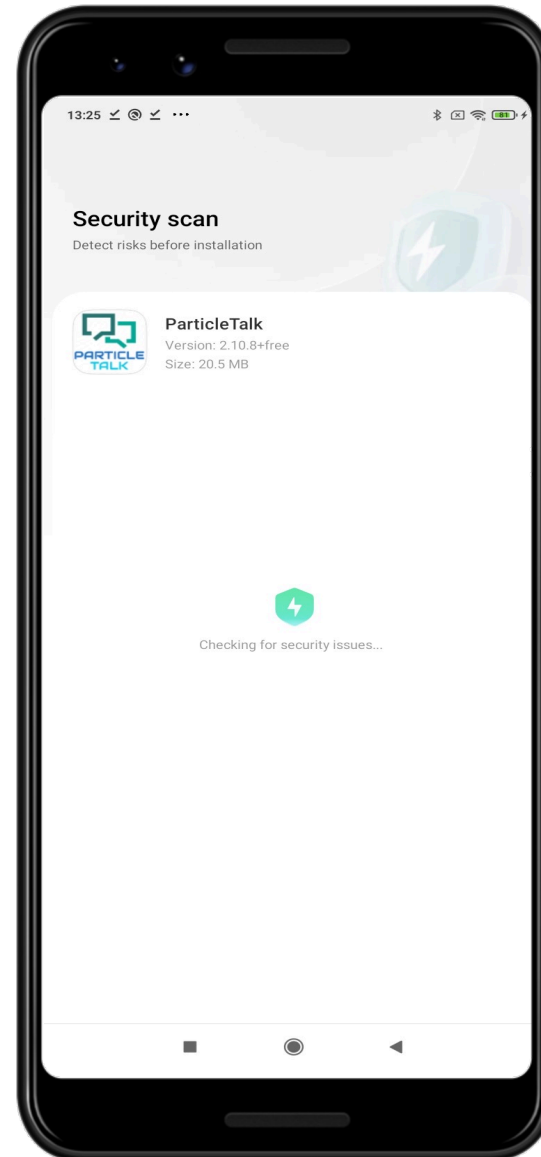 13:25
81
Security scan
Detect risks before installation
PARTICLE
TALK
ParticleTalk
Version: 2.10.8+free
Size: 20.5 MB
Checking for security issues...